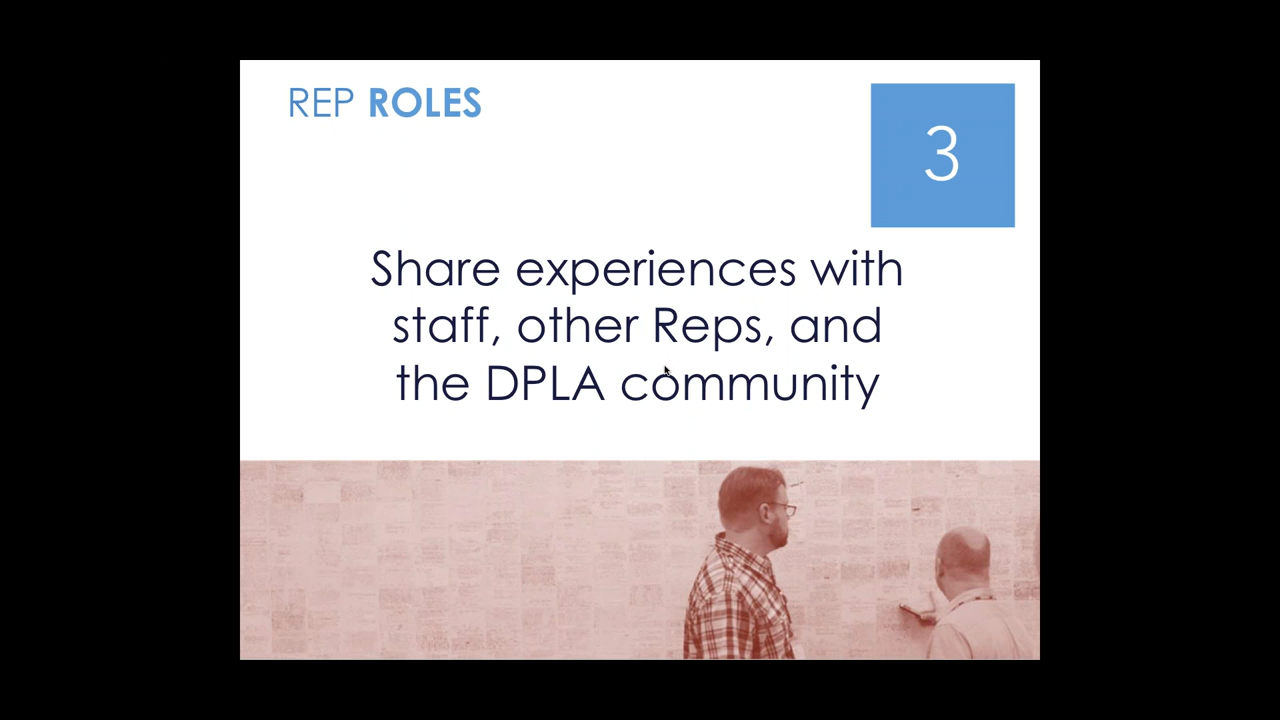 REP ROLES
3
Share experiences with
staff, other Reps, and
the DPLA community